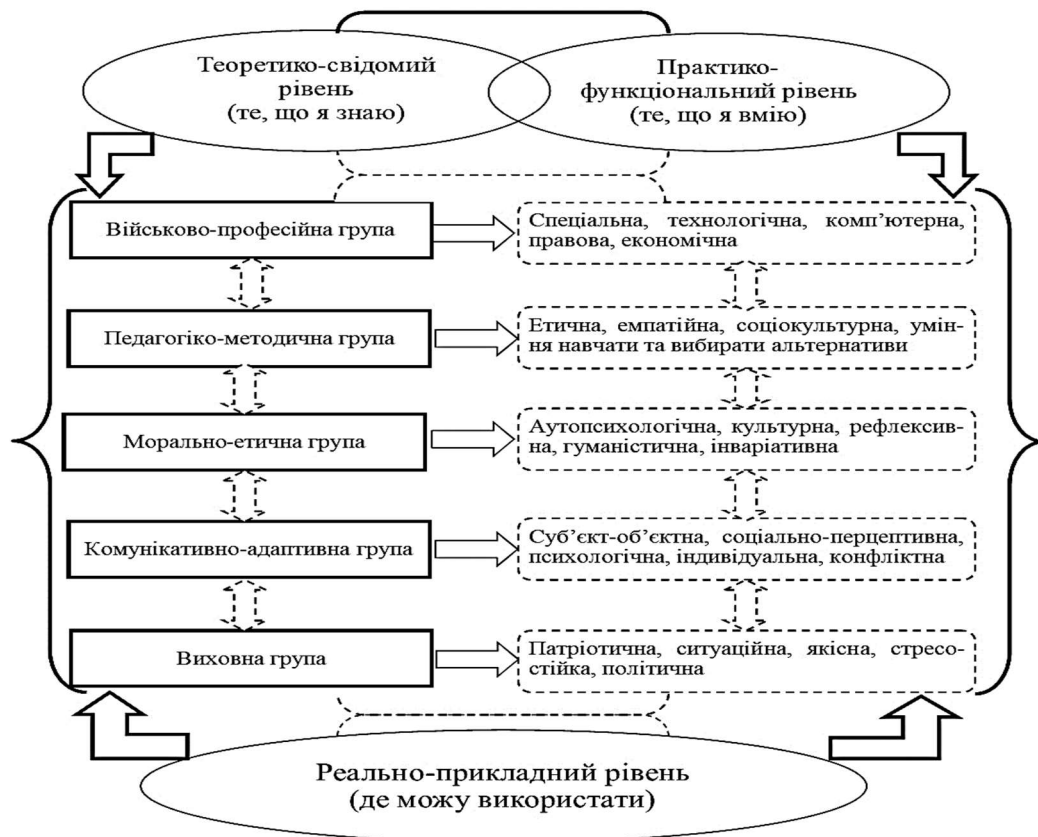 Теоретико-свідомий
рівень
(те, що я знаю)
Практико-
функціональний рівень
(те, що я вмію)
Військово-професійна група
Спеціальна, технологічна, комп’ютерна,
правова, економічна
Педагогіко-методична група
Етична, емпатійна, соціокультурна, умін-
ня навчати та вибирати альтернативи
Морально-етична група
Аутопсихологічна, культурна, рефлексив-
на, гуманістична, інваріативна
Комунікативно-адаптивна група
Суб’єкт-об’єктна, соціально-перцептивна,
психологічна, індивідуальна, конфліктна
Виховна група
Патріотична, ситуаційна, якісна, стресо-
стійка, політична
Реально-прикладний рівень
(де можу використати)